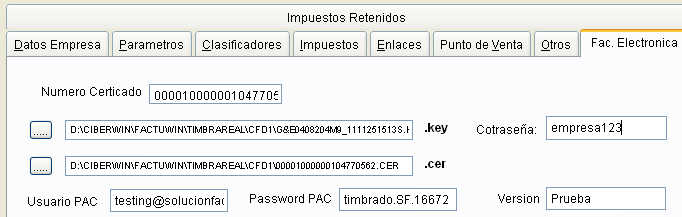 Impuestos Retenidos
Datos Empresa Parametros Clasificadores Impuestos Enlaces Punto de Venta Otros Fac. Electronica
Numero Certicado 000010000001047705
..... D:\CIBERWIN\FACTUWIN\TIMBRAREAL\CFD1\G&E0408204M9_1111251513S. .key Cotraseña: empresa123
..... D:\CIBERWIN\FACTUWIN\TIMBRAREAL\CFD1\00001000000104770562.CER .cer
Usuario PAC testing@solucionfac Password PAC timbrado.SF.16672 Version Prueba